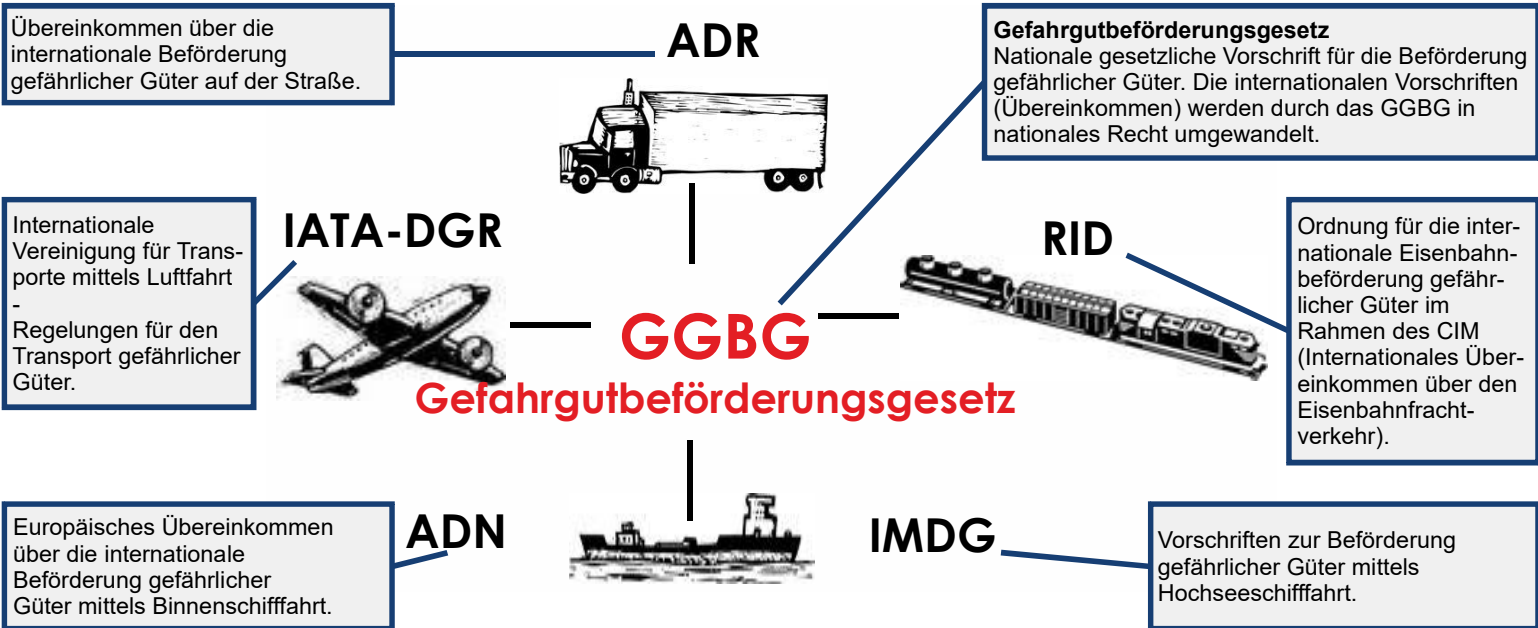 Übereinkommen über die
internationale Beförderung
gefährlicher Güter auf der Straße.
ADR
Gefahrgutbeförderungsgesetz
Nationale gesetzliche Vorschrift für die Beförderung
gefährlicher Güter. Die internationalen Vorschriften
(Übereinkommen) werden durch das GGBG in
nationales Recht umgewandelt.
Internationale
Vereinigung für Trans-
porte mittels Luftfahrt
-
Regelungen für den
Transport gefährlicher
Güter.
IATA-DGR
RID
Ordnung für die inter-
nationale Eisenbahn-
beförderung gefähr-
licher Güter im
Rahmen des CIM
(Internationales Über-
einkommen über den
Eisenbahnfracht-
verkehr).
GGBG
Gefahrgutbeförderungsgesetz
Europäisches Übereinkommen
über die internationale
Beförderung gefährlicher
Güter mittels Binnenschifffahrt.
ADN
IMDG
Vorschriften zur Beförderung
gefährlicher Güter mittels
Hochseeschifffahrt.